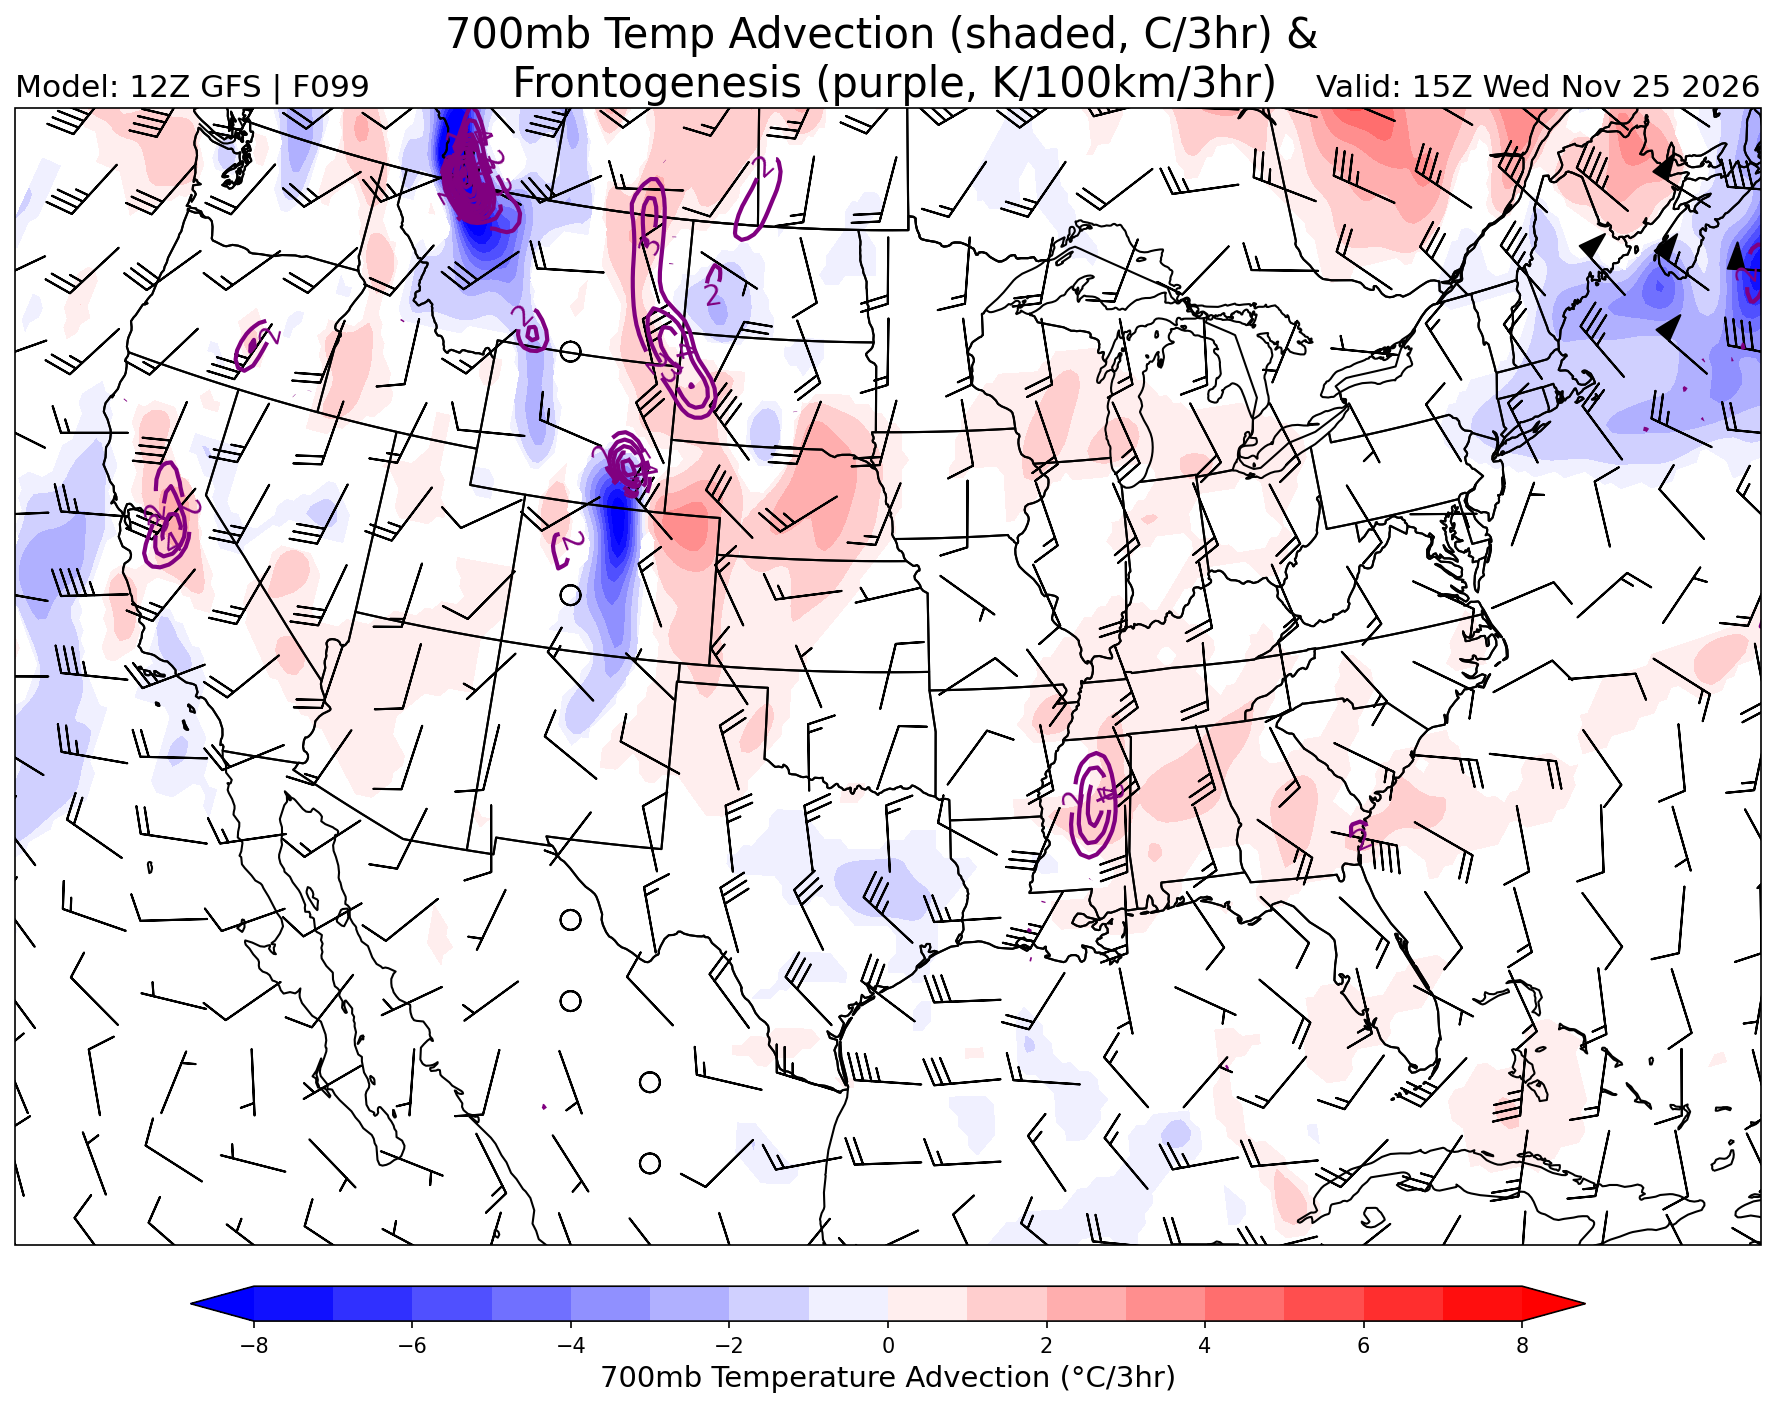 700mb Temp Advection (shaded, C/3hr) &
Model: 12Z GFS | F099
Frontogenesis (purple, K/100km/3hr)
Valid: 15Z Wed Nov 25 2026
−8 −6 −4 −2 0 2 4 6 8
700mb Temperature Advection (°C/3hr)